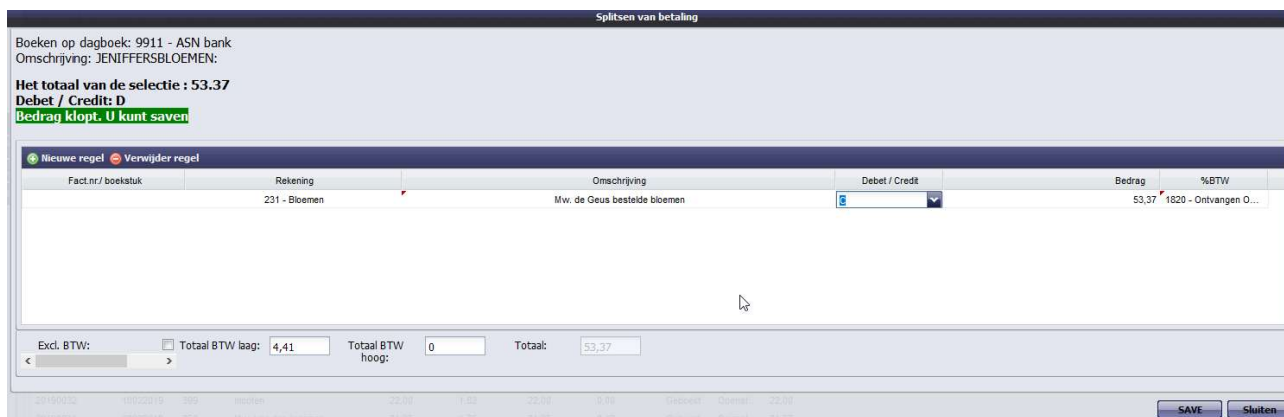 Splitsen van betaling
Boeken op dagboek: 9911 - ASN bank
Omschrijving: JENIFFERSBLOEMEN:
Het totaal van de selectie : 53.37
Debet / Credit: D
Bedrag klopt. U kunt saven
Nieuwe regel Verwijder regel
Fact.nr./ boekstuk Rekening Omschrijving Debet / Credit Bedrag %BTW
231 - Bloemen Mw. de Geus bestelde bloemen C 53,37 1820 - Ontvangen O...
Excl. BTW: Totaal BTW laag: 4,41 Totaal BTW hoog: 0 Totaal: 53,37
SAVE Sluiten